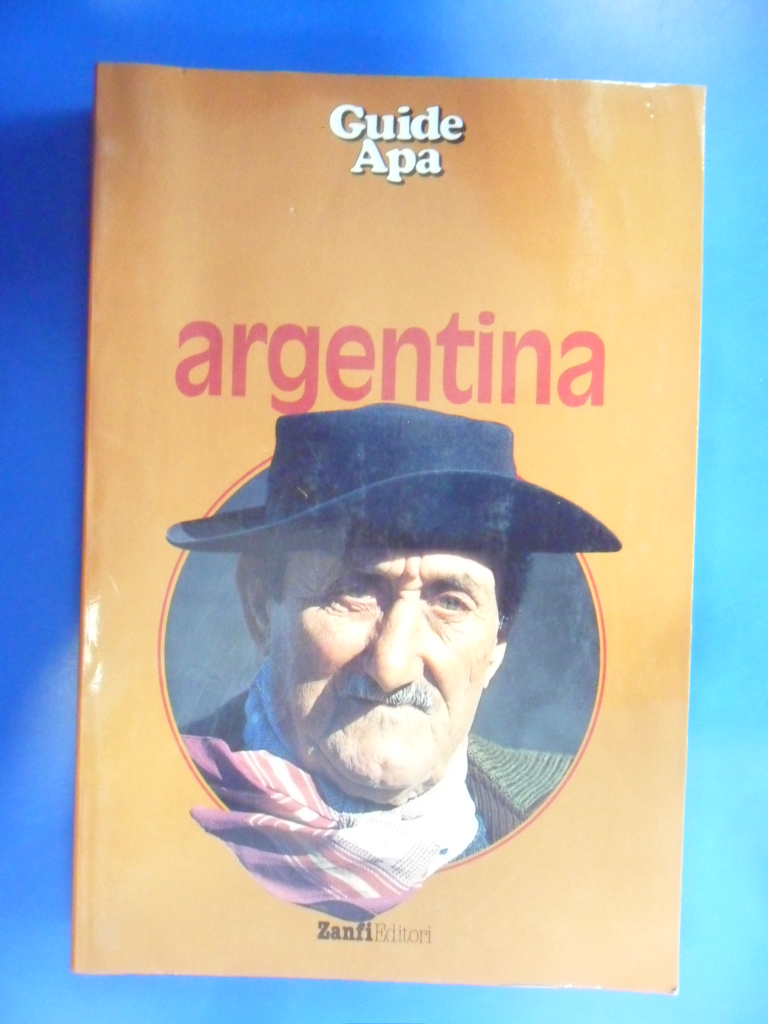 Guide
Apa
argentina
ZanfiEditori